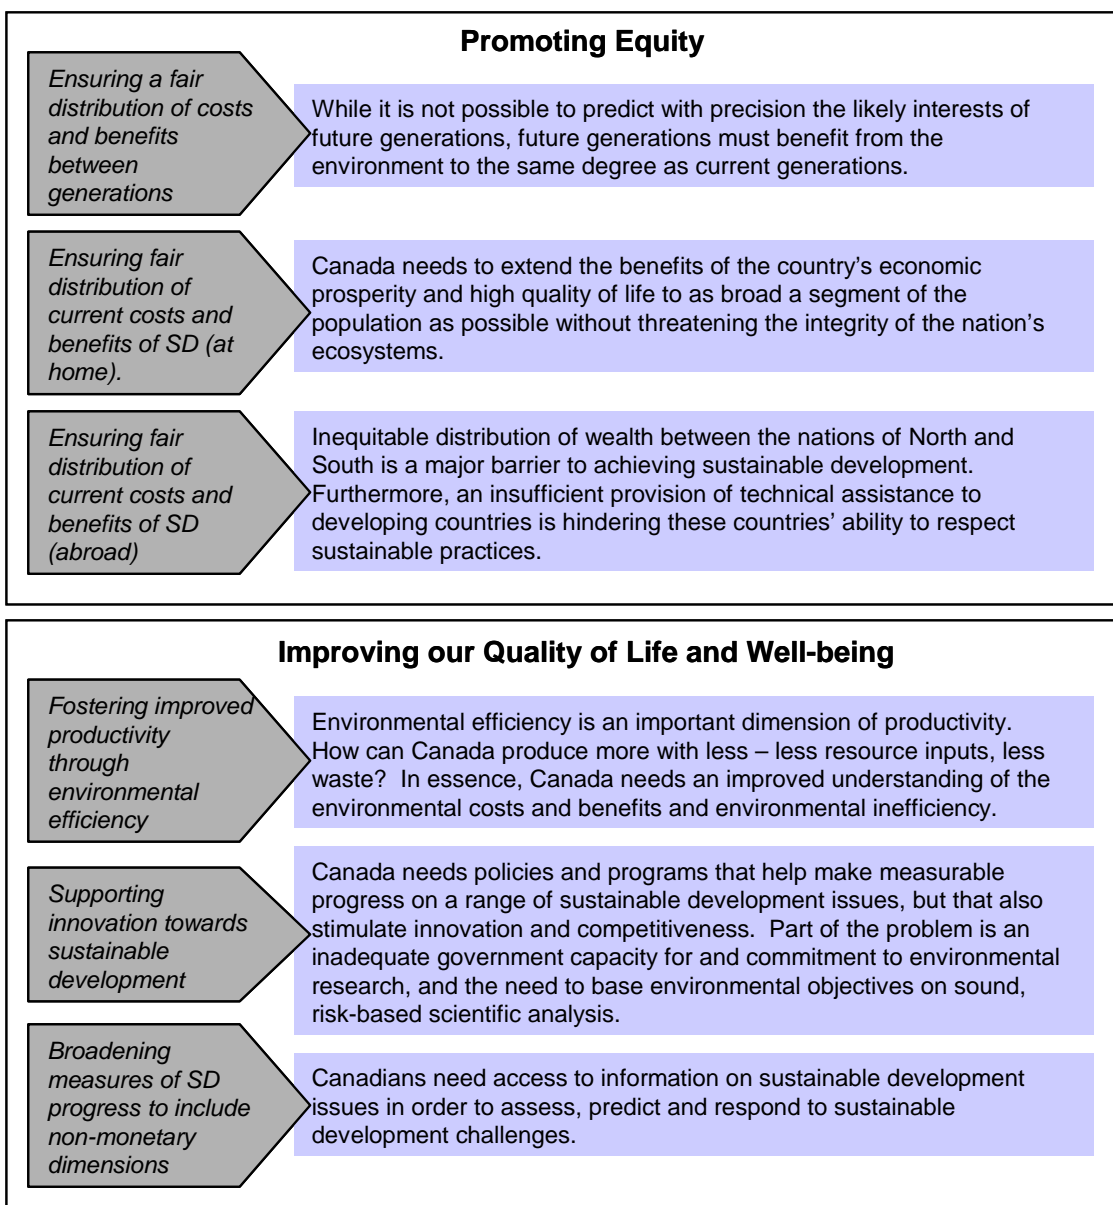 Promoting Equity
Ensuring a fair
distribution of costs
and benefits
between
generations
While it is not possible to predict with precision the likely interests of
future generations, future generations must benefit from the
environment to the same degree as current generations.
Ensuring fair
distribution of
current costs and
benefits of SD (at
home).
Canada needs to extend the benefits of the country’s economic
prosperity and high quality of life to as broad a segment of the
population as possible without threatening the integrity of the nation’s
ecosystems.
Ensuring fair
distribution of
current costs and
benefits of SD
(abroad)
Inequitable distribution of wealth between the nations of North and
South is a major barrier to achieving sustainable development.
Furthermore, an insufficient provision of technical assistance to
developing countries is hindering these countries’ ability to respect
sustainable practices.
Improving our Quality of Life and Well-being
Fostering improved
productivity
through
environmental
efficiency
Environmental efficiency is an important dimension of productivity.
How can Canada produce more with less – less resource inputs, less
waste?  In essence, Canada needs an improved understanding of the
environmental costs and benefits and environmental inefficiency.
Supporting
innovation towards
sustainable
development
Canada needs policies and programs that help make measurable
progress on a range of sustainable development issues, but that also
stimulate innovation and competitiveness.  Part of the problem is an
inadequate government capacity for and commitment to environmental
research, and the need to base environmental objectives on sound,
risk-based scientific analysis.
Broadening
measures of SD
progress to include
non-monetary
dimensions
Canadians need access to information on sustainable development
issues in order to assess, predict and respond to sustainable
development challenges.